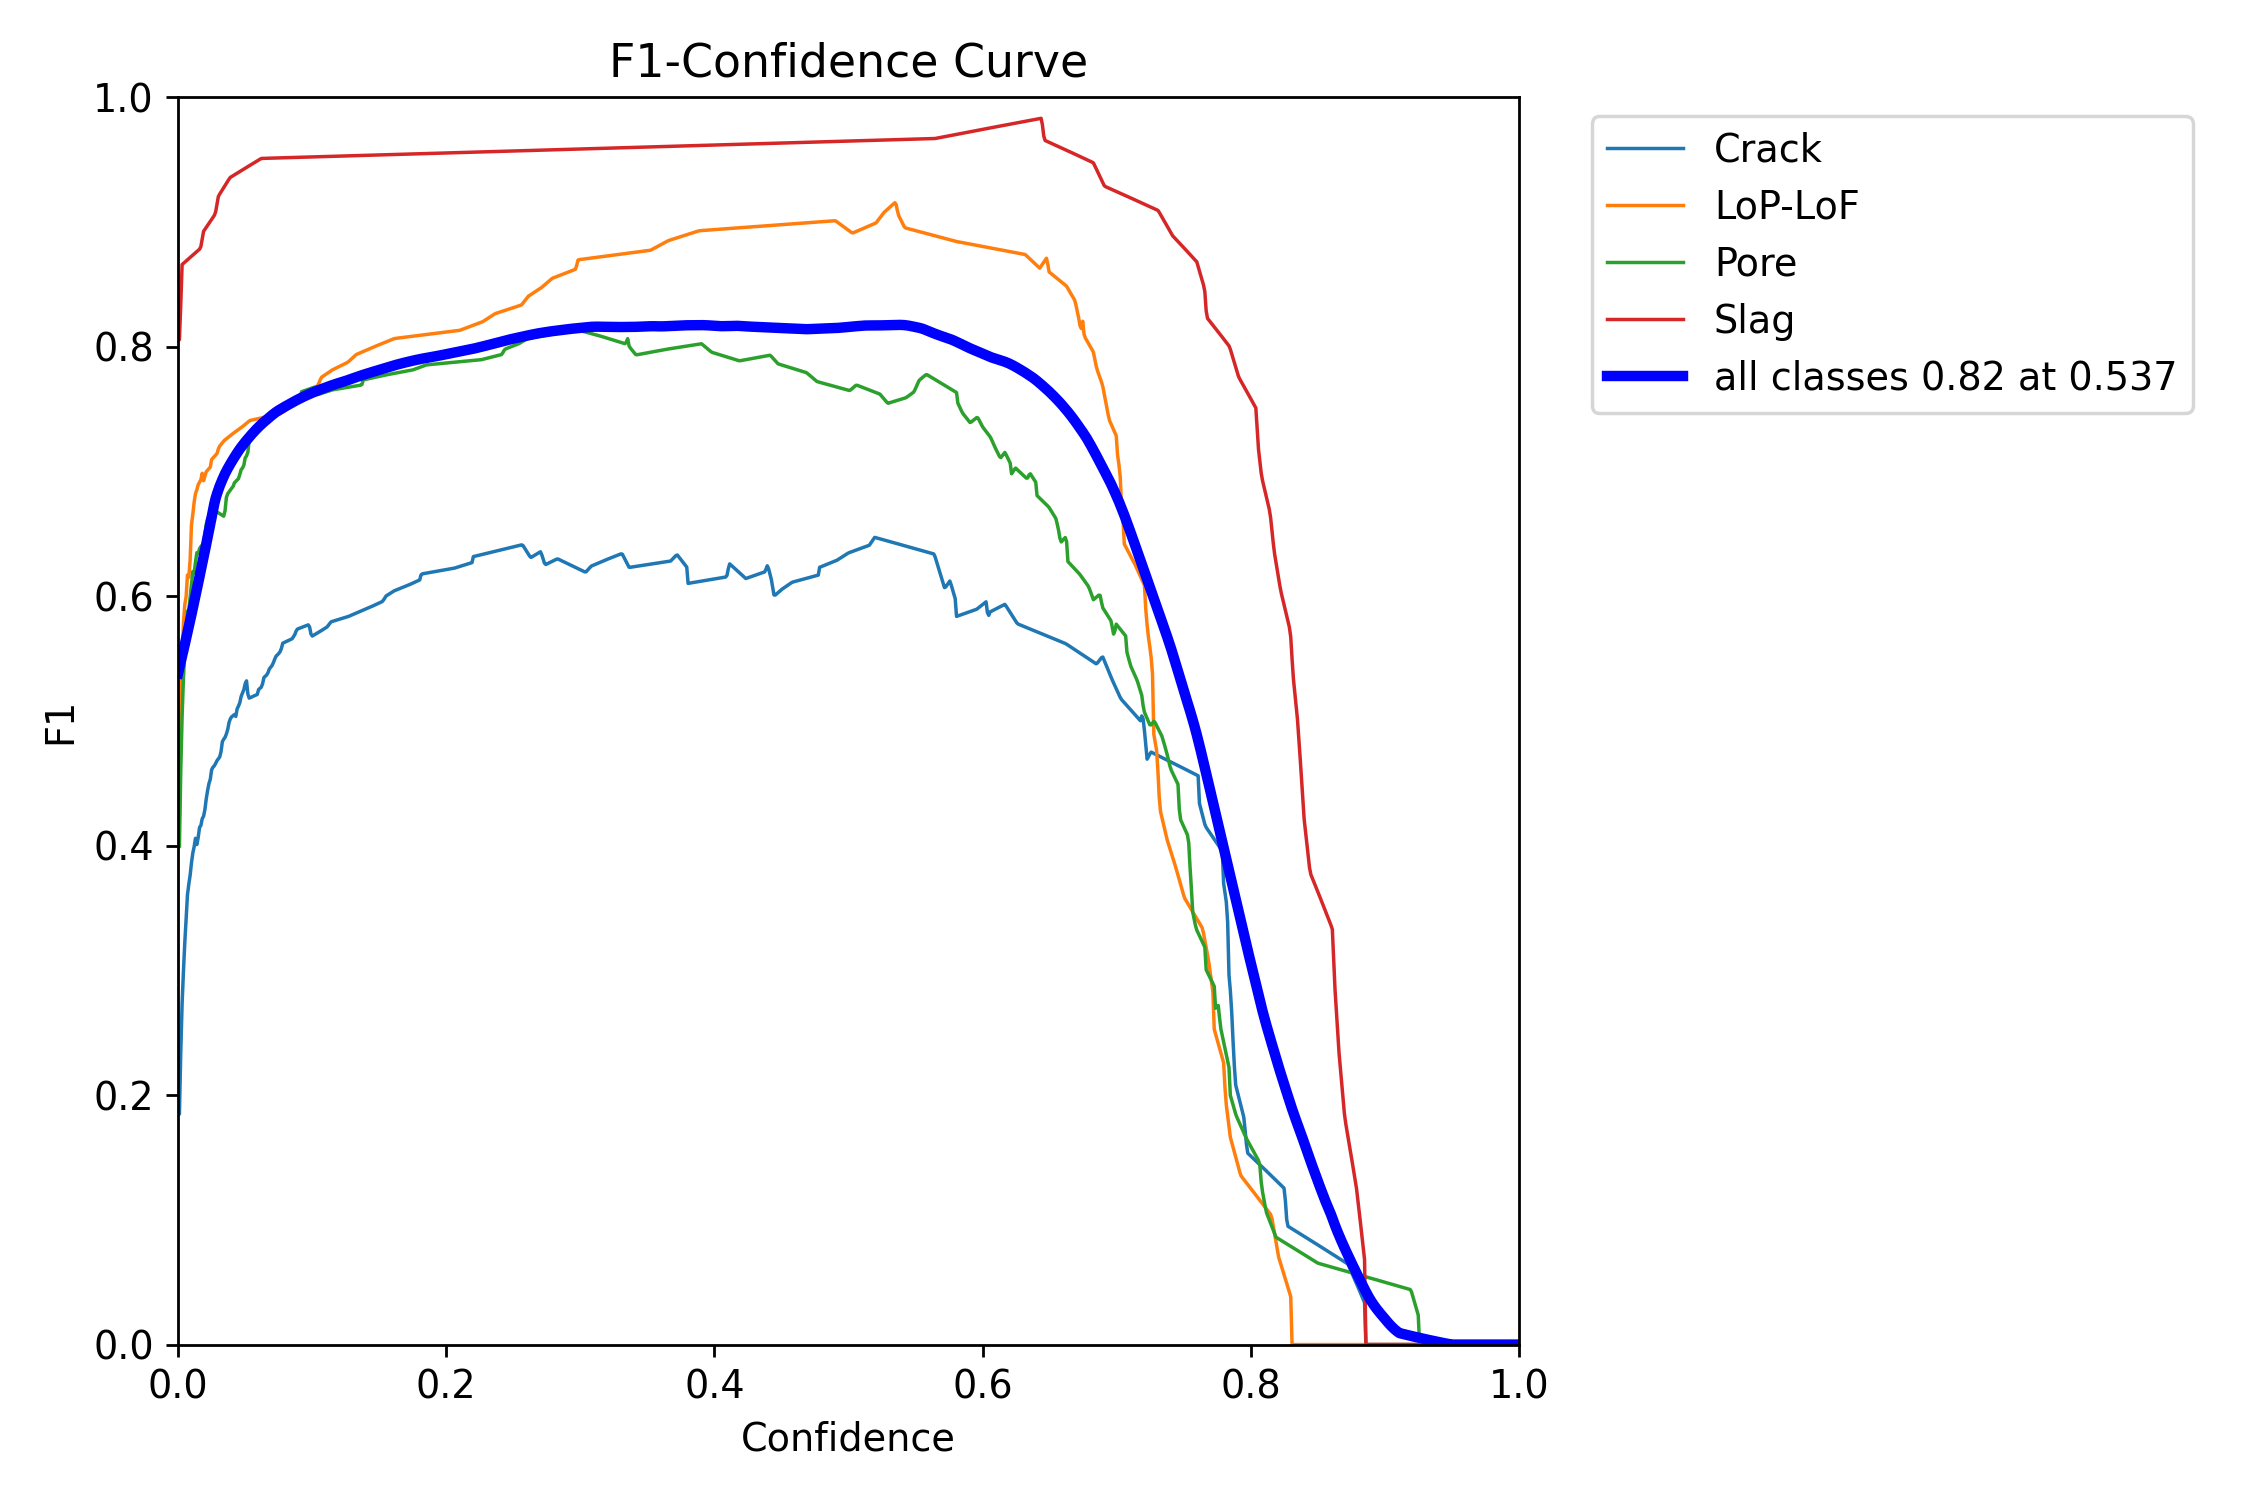 F1-Confidence Curve
1.0
0.8
0.6
0.4
0.2
0.0
F1
0.0 0.2 0.4 0.6 0.8 1.0
Confidence
Crack
LoP-LoF
Pore
Slag
all classes 0.82 at 0.537